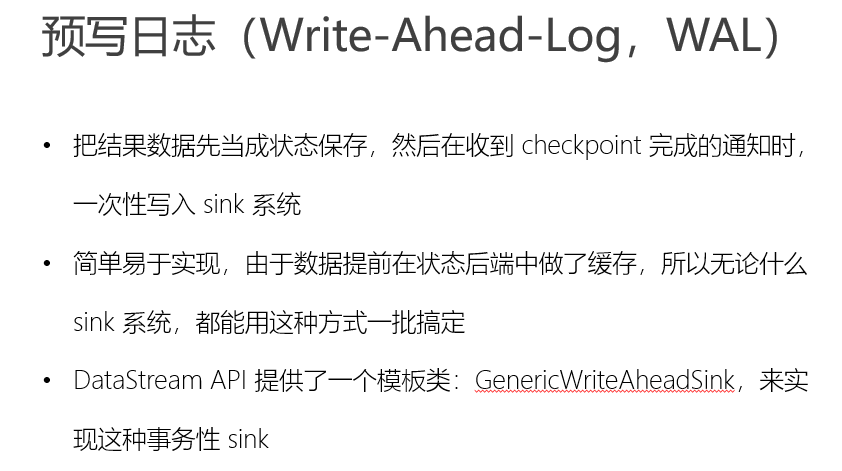 预写日志（Write-Ahead-Log，WAL）
• 把结果数据先当成状态保存，然后在收到 checkpoint 完成的通知时，
一次性写入 sink 系统
• 简单易于实现，由于数据提前在状态后端中做了缓存，所以无论什么
sink 系统，都能用这种方式一批搞定
• DataStream API 提供了一个模板类：GenericWriteAheadSink，来实
现这种事务性 sink